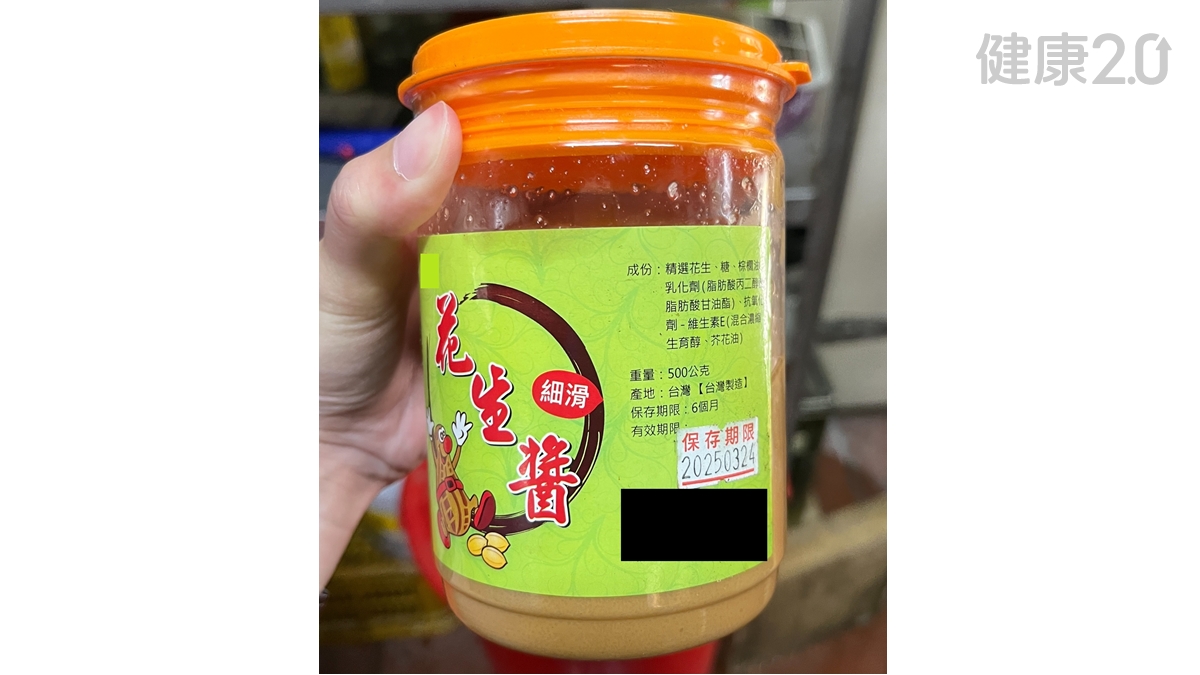 健康2.0
花生醬
細滑
成份：精選花生、糖、棕櫚油
乳化劑(脂肪酸丙二醇
脂肪酸甘油酯)、抗氧化
劑-維生素E(混合濃縮
生育醇、芥花油)
重量：500公克
產地：台灣【台灣製造】
保存期限：6個月
有效期限：
保存期限
20250324